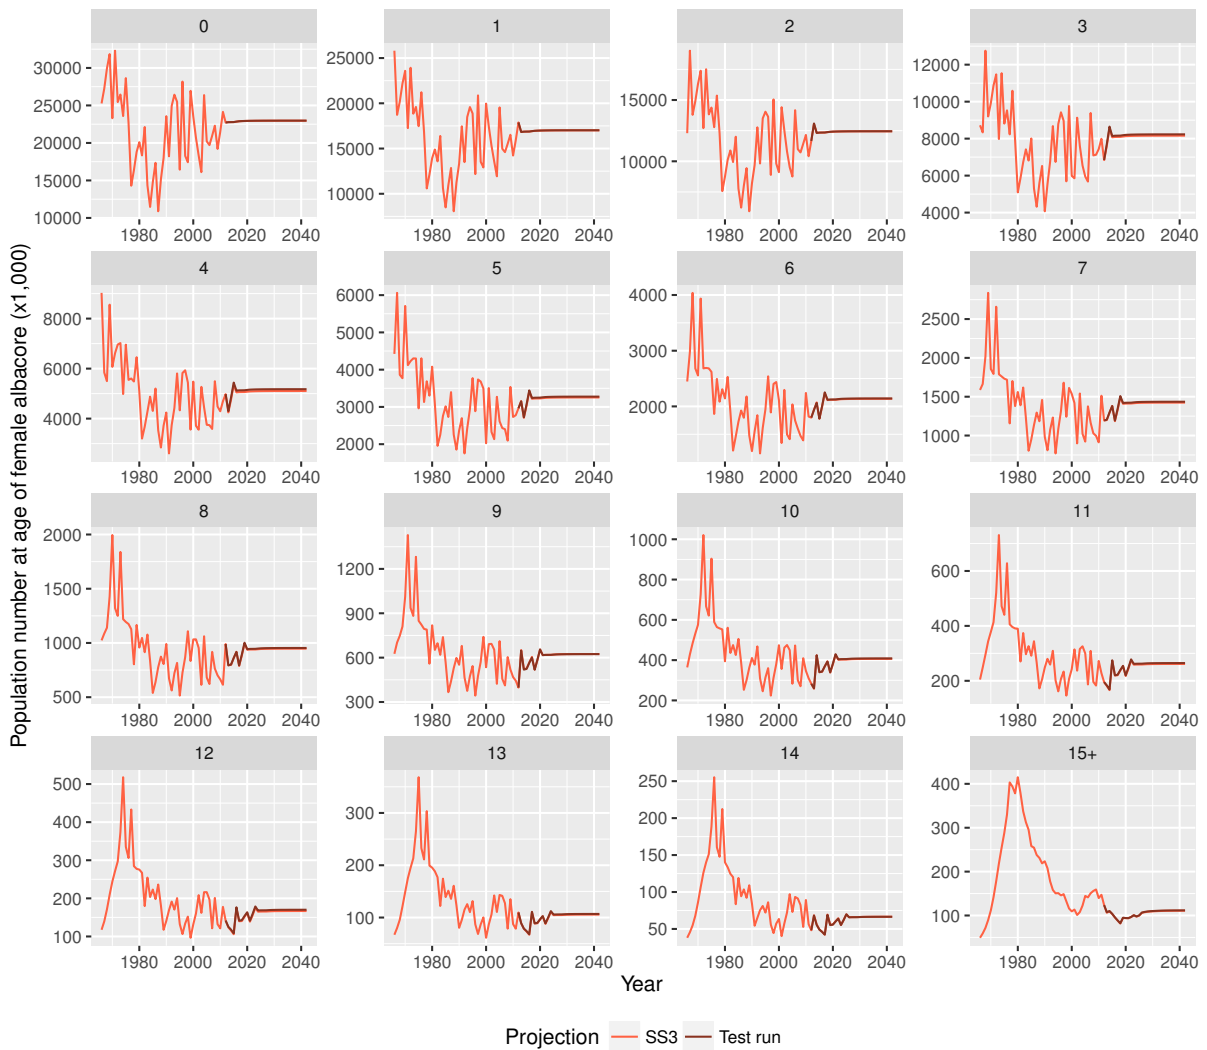 0 1 2 3
30000 25000 20000 15000 10000
25000 20000 15000 10000
15000 10000
12000 10000 8000 6000 4000
1980 2000 2020 2040 1980 2000 2020 2040 1980 2000 2020 2040 1980 2000 2020 2040
4 5 6 7
8000 6000 4000
6000 5000 4000 3000 2000
4000 3000 2000
2500 2000 1500 1000
1980 2000 2020 2040 1980 2000 2020 2040 1980 2000 2020 2040 1980 2000 2020 2040
Population number at age of female albacore (x1,000)
8 9 10 11
2000 1500 1000 500
1200 900 600 300
1000 800 600 400 200
600 400 200
1980 2000 2020 2040 1980 2000 2020 2040 1980 2000 2020 2040 1980 2000 2020 2040
12 13 14 15+
500 400 300 200 100
300 200 100
250 200 150 100 50
400 300 200 100
1980 2000 2020 2040 1980 2000 2020 2040 1980 2000 2020 2040 1980 2000 2020 2040
Year
Projection SS3 Test run